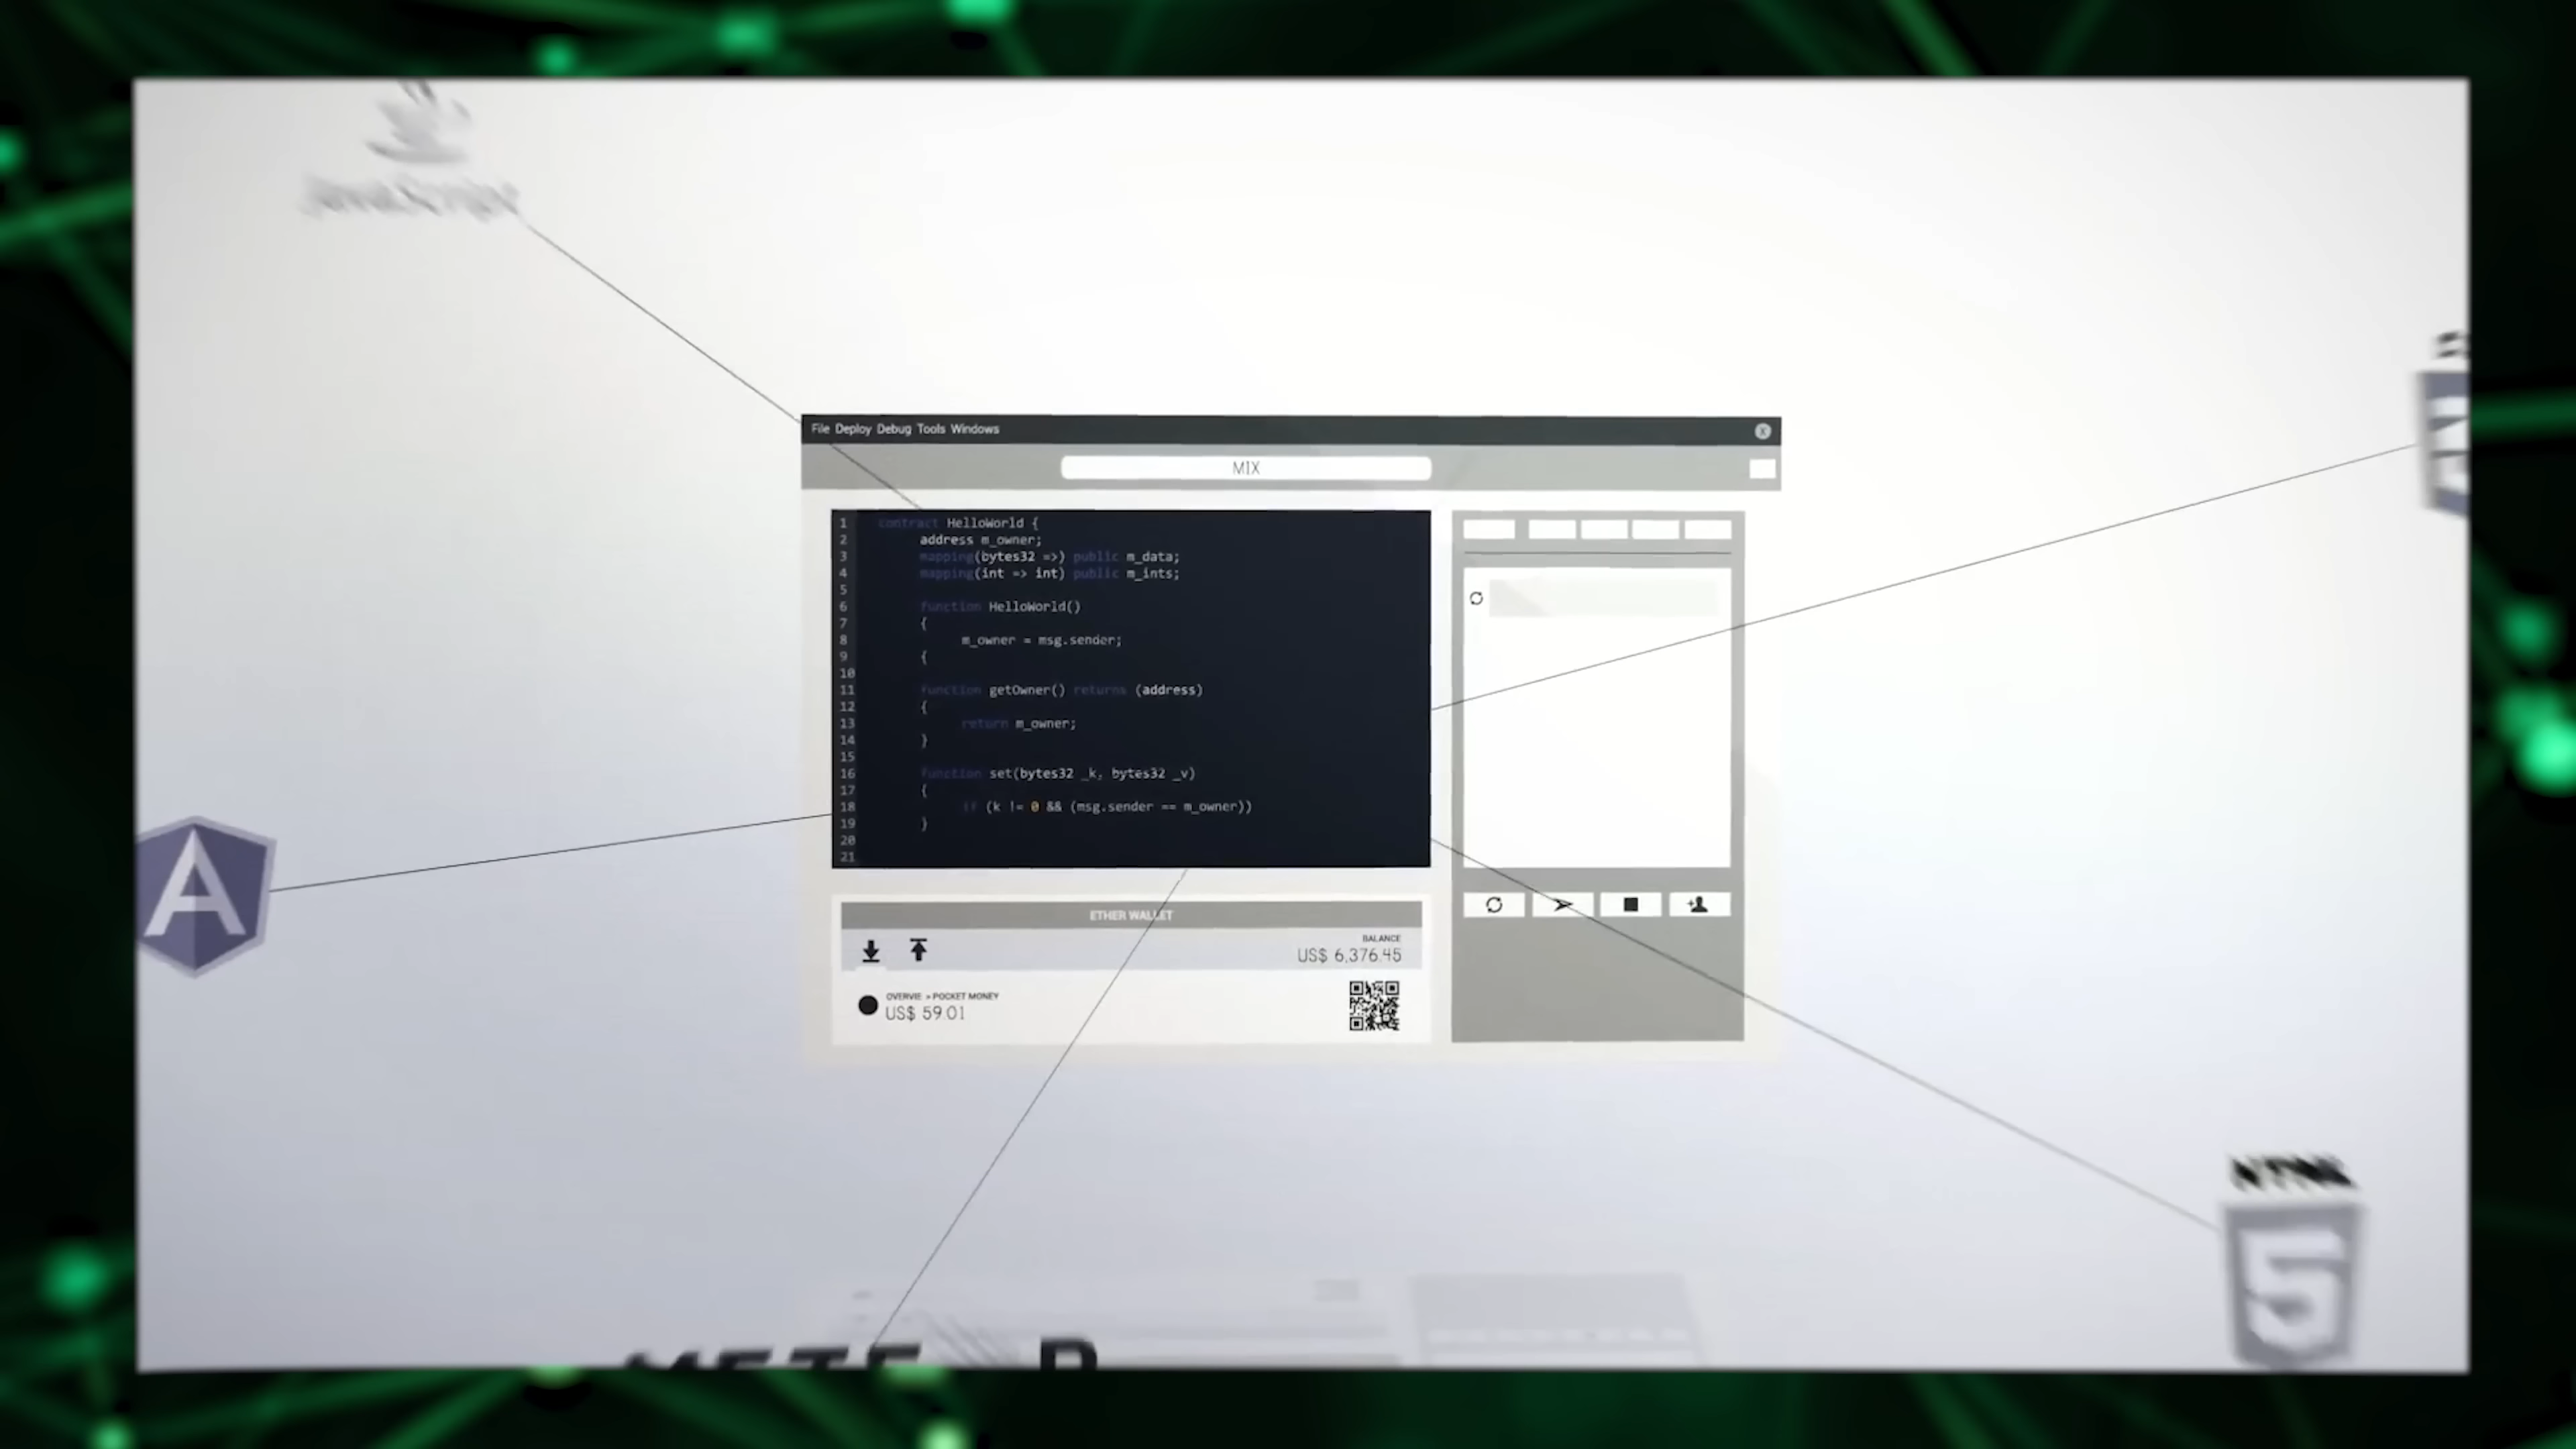 JavaScript
File Deploy Debug Tools Windows
X
MIX
1 contract HelloWorld {
2 address m_owner;
3 mapping(bytes32 =>) public m_data;
4 mapping(int => int) public m_ints;
5
6 function HelloWorld()
7 {
8 m_owner = msg.sender;
9 {
10
11 function getOwner() returns (address)
12 {
13 return m_owner;
14 }
15
16 function set(bytes32 _k, bytes32 _v)
17 {
18 if (k != 0 && (msg.sender == m_owner))
19 }
20
21
A
ETHER WALLET
BALANCE
US$ 6,376.45
OVERVIE > POCKET MONEY
US$ 59.01
5